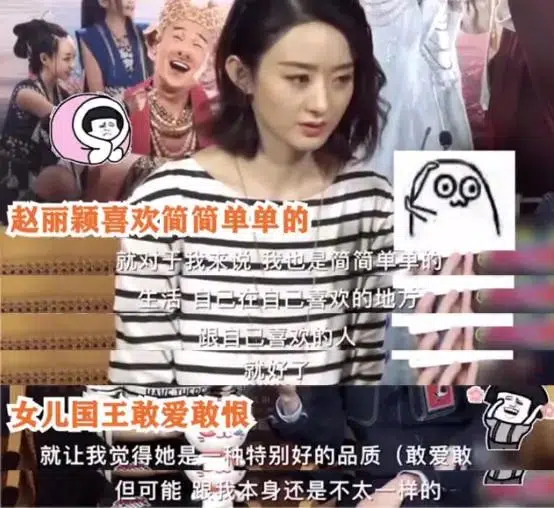 赵丽颖喜欢简简单单的
就对于我来说 我也是简简单单的
生活 自己在自己喜欢的地方
跟自己喜欢的人
就好了
HAVE THERE
女儿国王敢爱敢恨
就让我觉得她是一种特别好的品质（敢爱敢
但可能 跟我本身还是不太一样的